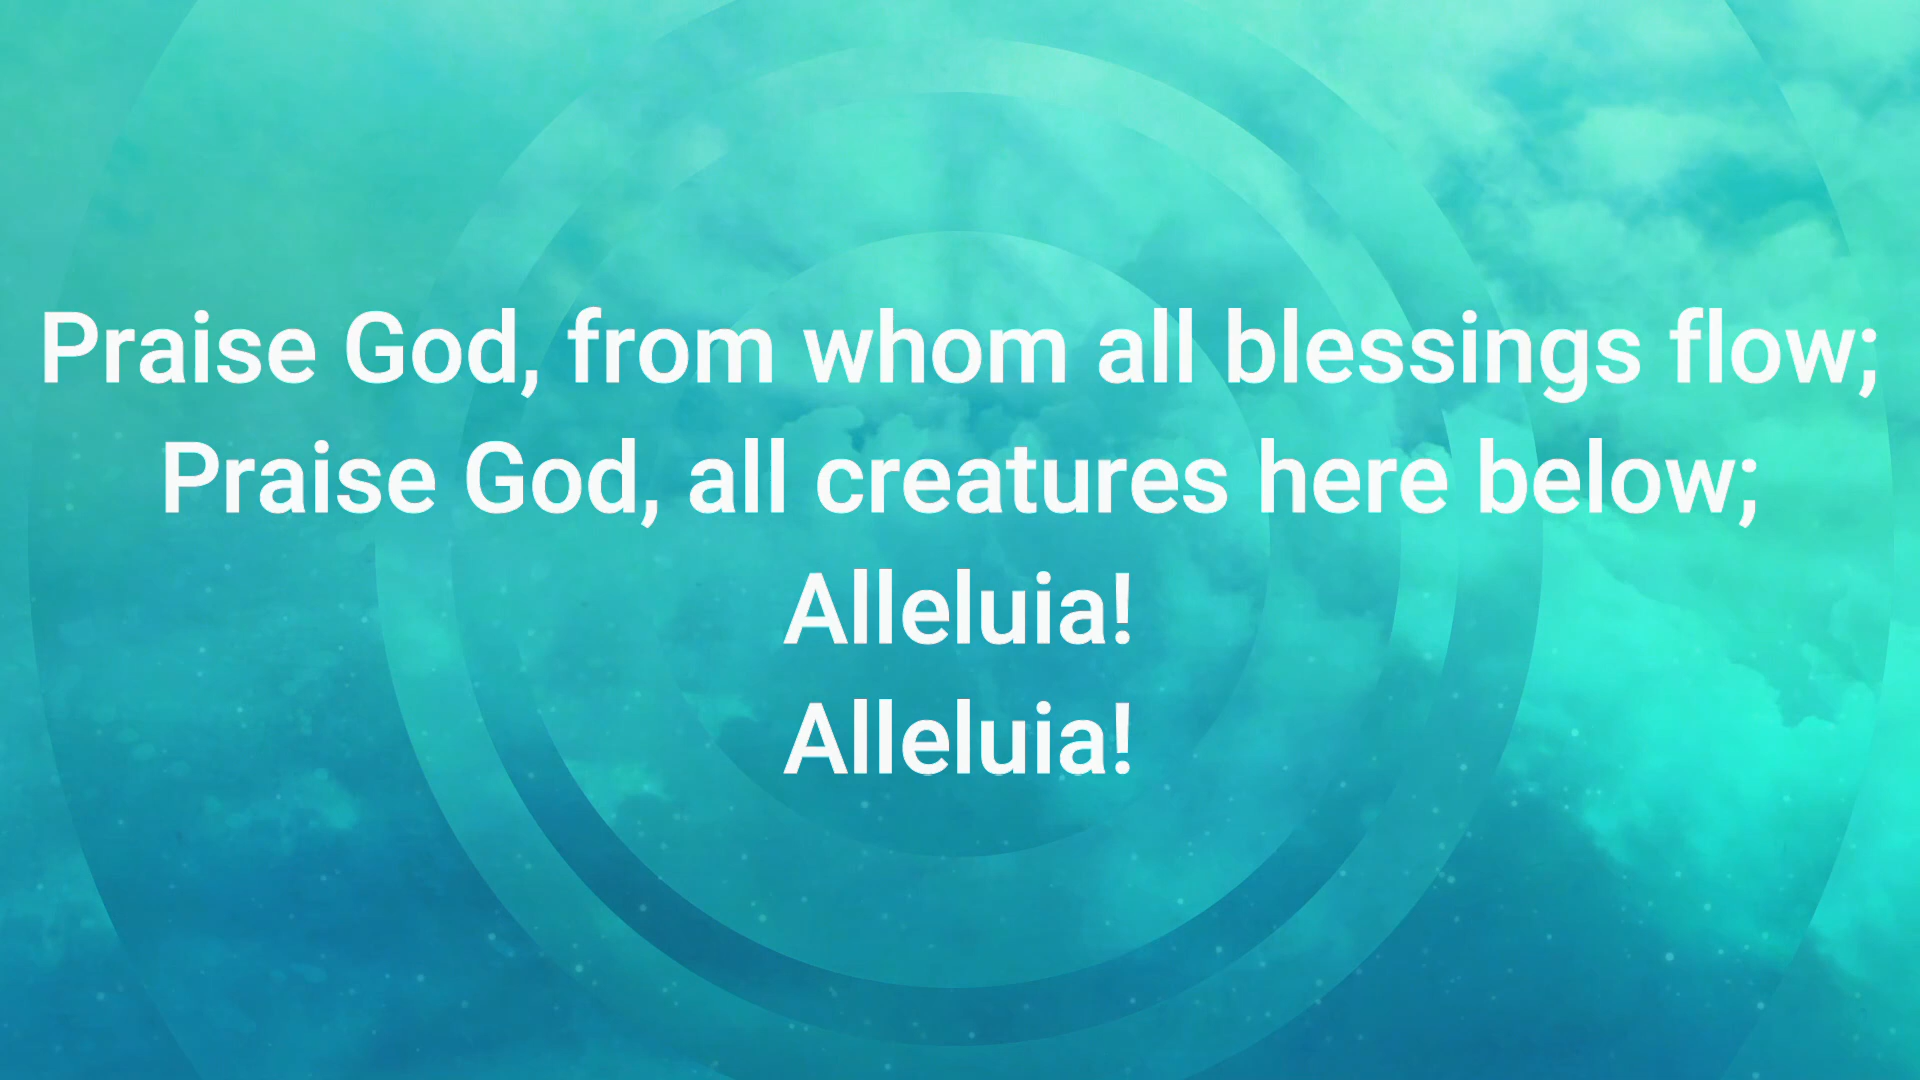 Praise God, from whom all blessings flow;
Praise God, all creatures here below;
Alleluia!
Alleluia!